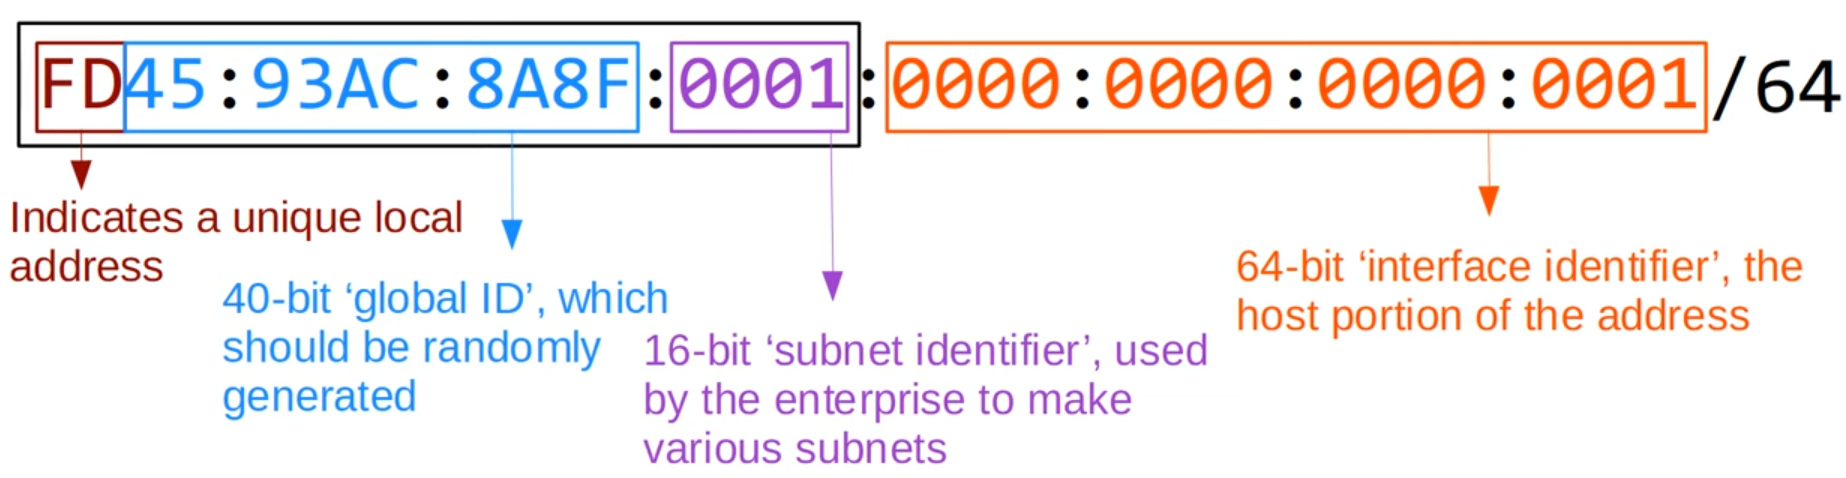 FD45:93AC:8A8F:0001:0000:0000:0000:0001/64
Indicates a unique local
address
40-bit ‘global ID’, which
should be randomly
generated
16-bit ‘subnet identifier’, used
by the enterprise to make
various subnets
64-bit ‘interface identifier’, the
host portion of the address